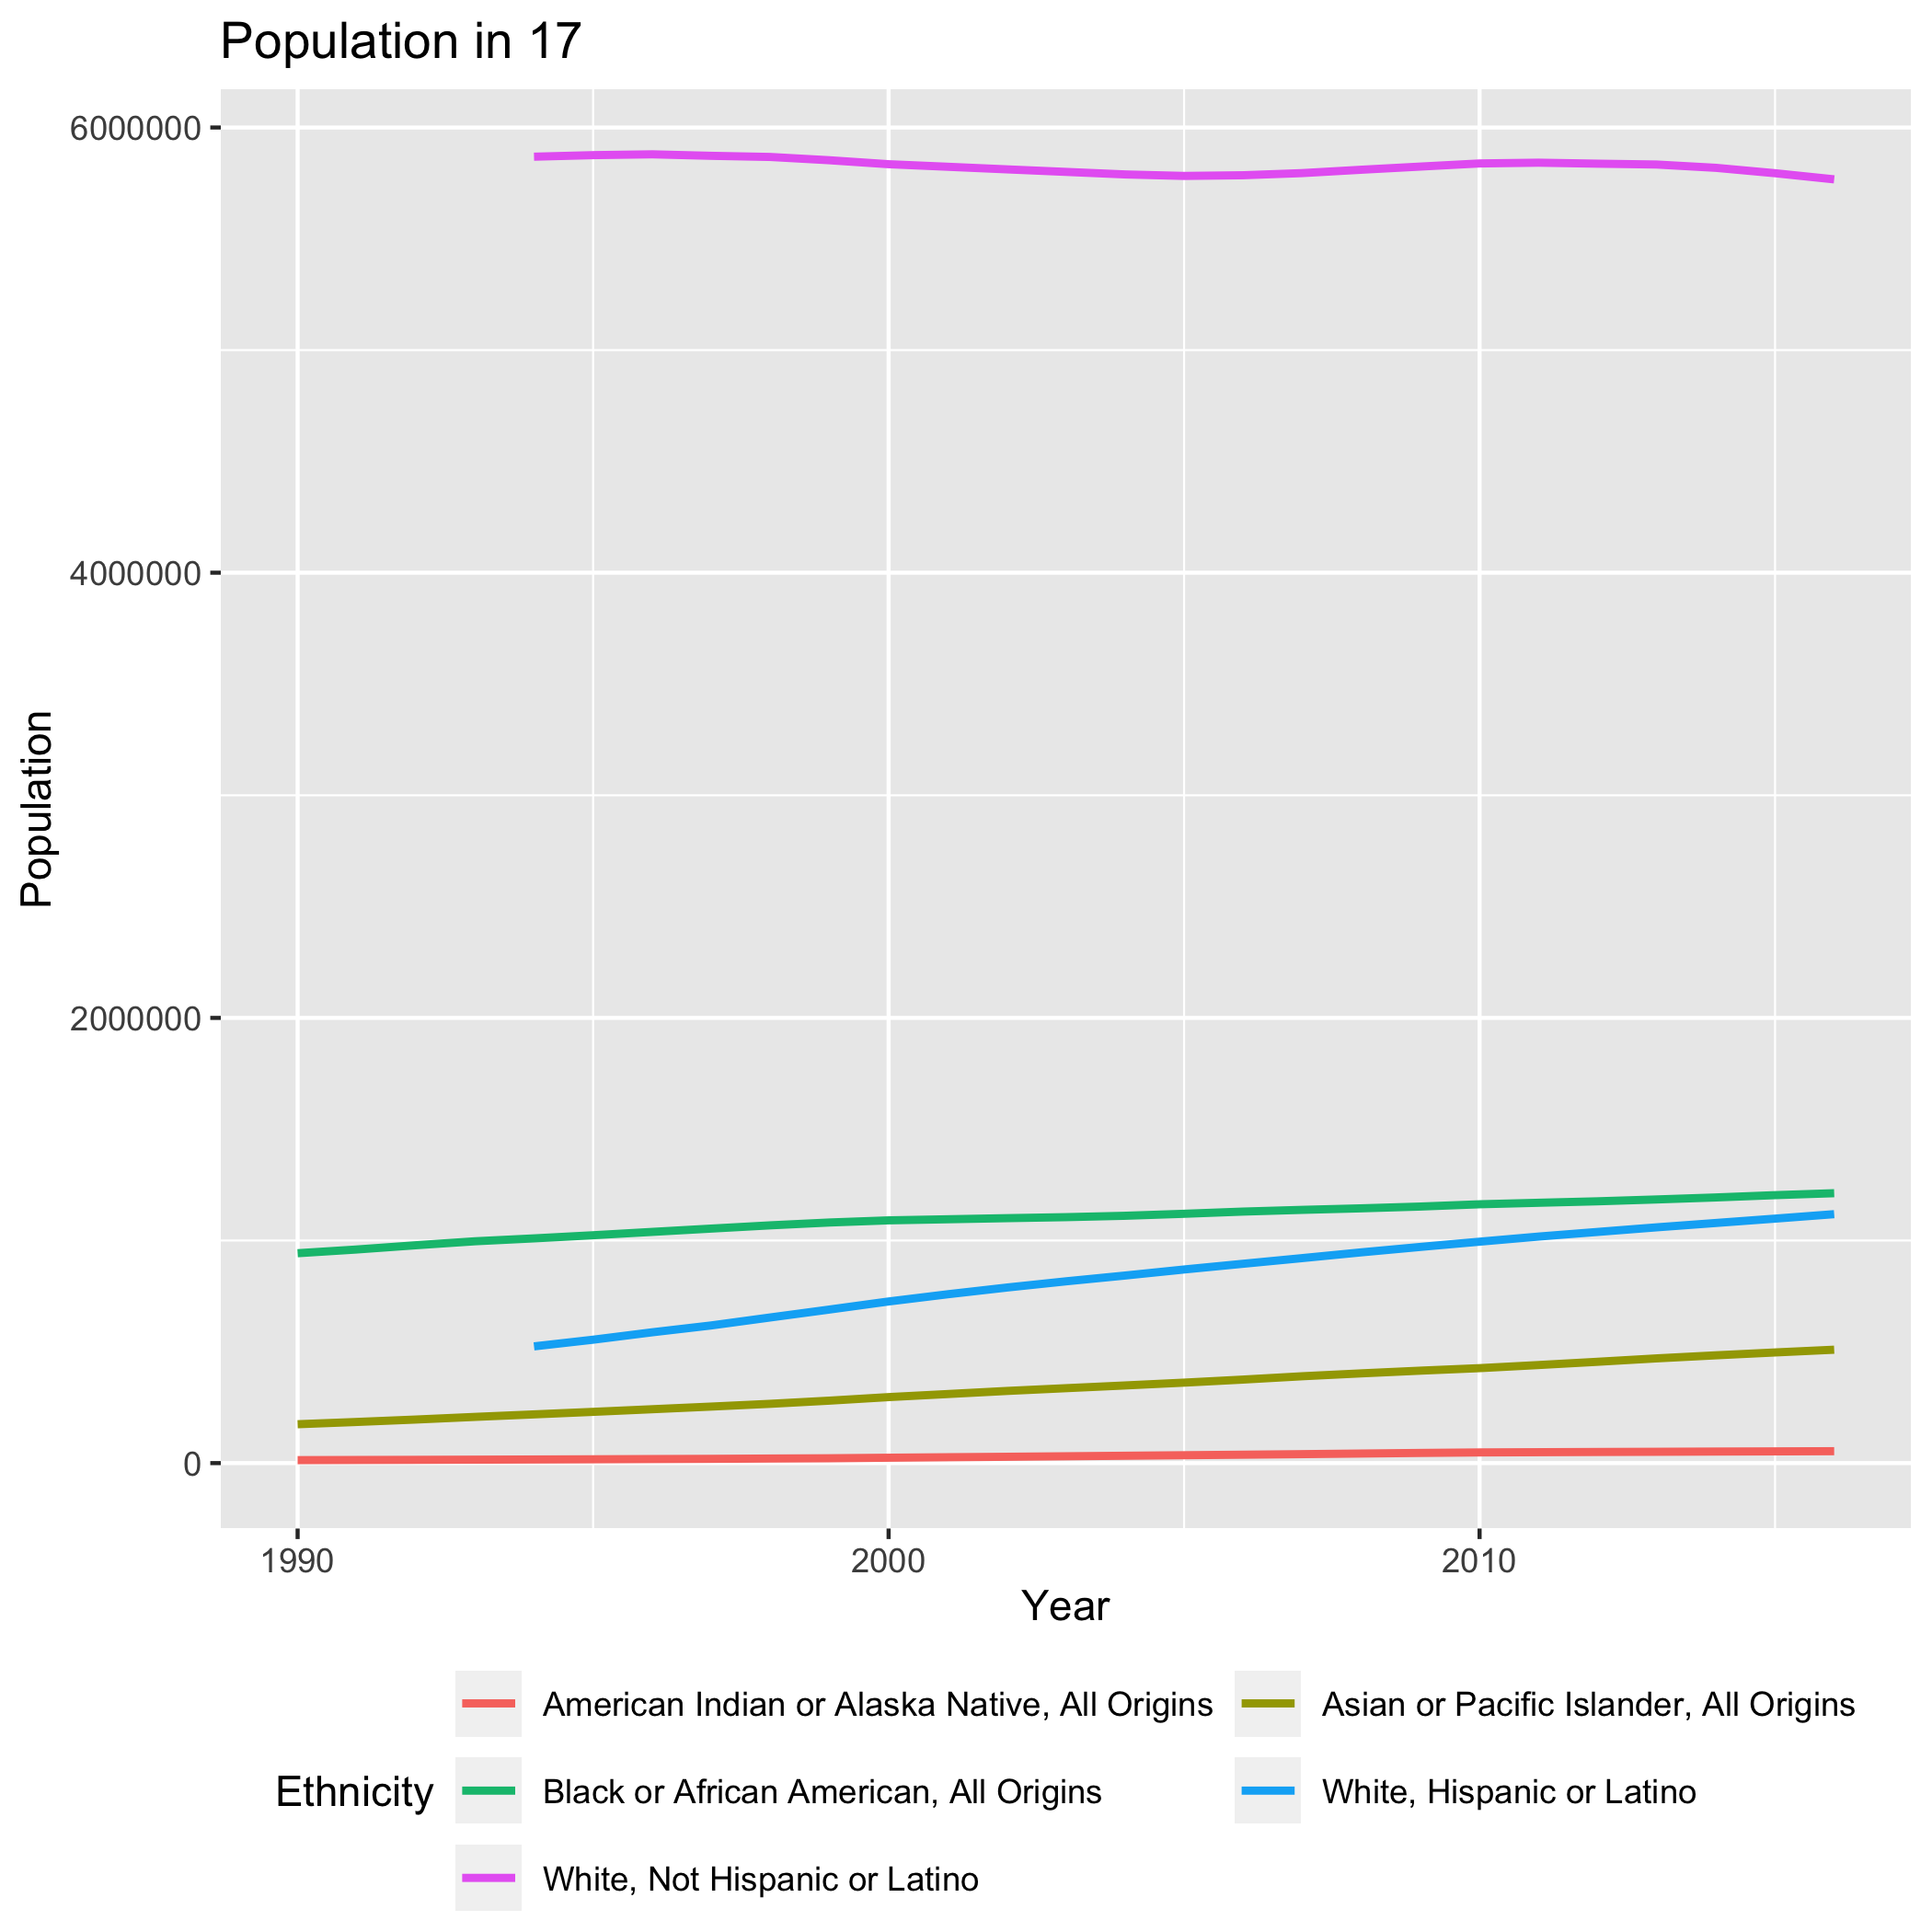 Population in 17
6000000
4000000
2000000
0
Population
1990 2000 2010
Year
Ethnicity
American Indian or Alaska Native, All Origins
Asian or Pacific Islander, All Origins
Black or African American, All Origins
White, Hispanic or Latino
White, Not Hispanic or Latino